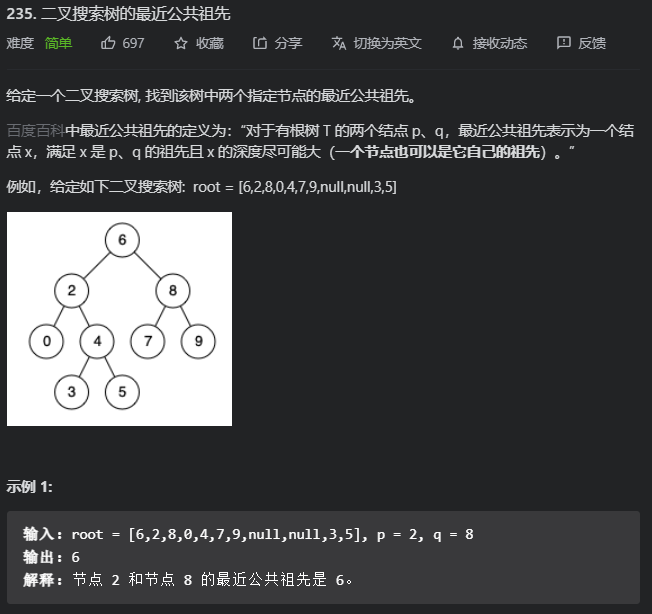 235. 二叉搜索树的最近公共祖先
难度 简单 697 收藏 分享 切换为英文 接收动态 反馈
给定一个二叉搜索树, 找到该树中两个指定节点的最近公共祖先。
百度百科中最近公共祖先的定义为：“对于有根树 T 的两个结点 p、q，最近公共祖先表示为一个结
点 x，满足 x 是 p、q 的祖先且 x 的深度尽可能大（一个节点也可以是它自己的祖先）。”
例如，给定如下二叉搜索树: root = [6,2,8,0,4,7,9,null,null,3,5]
6
2 8
0 4 7 9
3 5
示例 1:
输入: root = [6,2,8,0,4,7,9,null,null,3,5], p = 2, q = 8
输出: 6
解释: 节点 2 和节点 8 的最近公共祖先是 6。